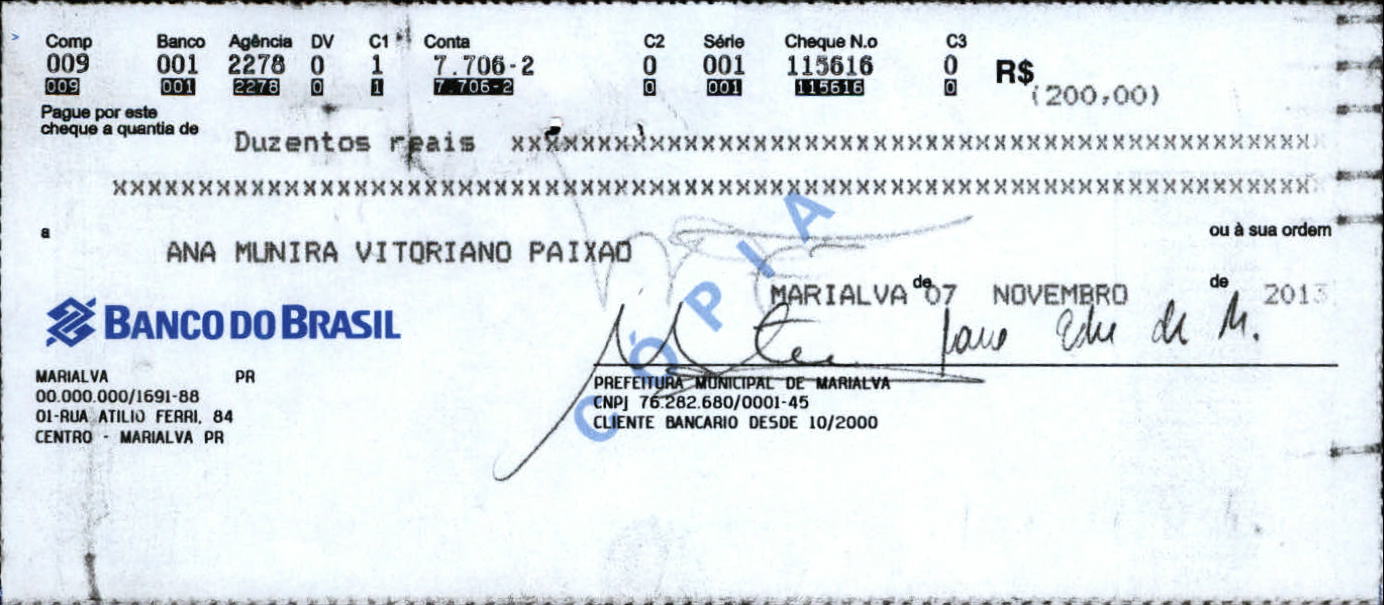 Comp Banco Agência DV C1 Conta C2 Série Cheque N.o C3
009 001 2278 0 1 7.706-2 0 001 115616 0 R$ (200,00)
009 001 2278 0 1 7.706-2 0 001 115616 0
Pague por este
cheque a quantia de Duzentos reais xxxxxxxxxxxxxxxxxxxxxxxxxxxxxxxxxxxxxxxxxxxxxxxxxxxxxxxx
xxxxxxxxxxxxxxxxxxxxxxxxxxxxxxxxxxxxxxxxxxxxxxxxxxxxxxxxxxxxxxxxxxxxxxxxxxxxxxxxxxxx
a ANA MUNIRA VITORIANO PAIXAO ou à sua ordem
CÓPIA
MARIALVA de 07 NOVEMBRO de 2013
BANCO DO BRASIL
MARIALVA PR
00.000.000/1691-88
01-RUA ATILIO FERRI, 84
CENTRO - MARIALVA PR
PREFEITURA MUNICIPAL DE MARIALVA
CNPJ 76.282.680/0001-45
CLIENTE BANCARIO DESDE 10/2000